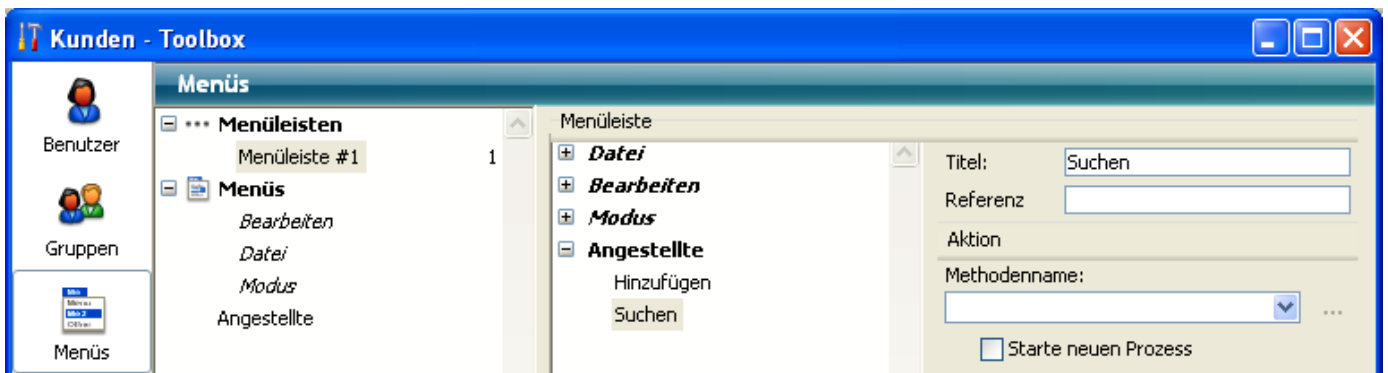 Kunden - Toolbox
Menüs
Benutzer
Gruppen
Menüs
Menüleisten
Menüleiste #1 1
Menüs
Bearbeiten
Datei
Modus
Angestellte
Menüleiste
Datei
Bearbeiten
Modus
Angestellte
Hinzufügen
Suchen
Titel: Suchen
Referenz
Aktion
Methodenname:
...
Starte neuen Prozess